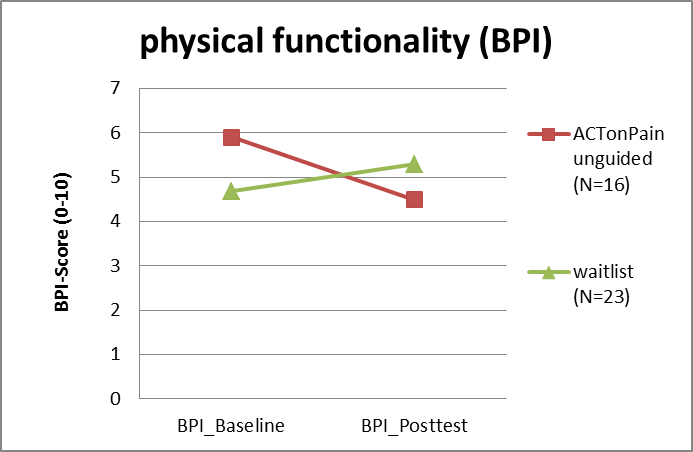 physical functionality (BPI)
7
6
5
4
3
2
1
0
BPI-Score (0-10)
BPI_Baseline
BPI_Posttest
ACTonPain
unguided
(N=16)
waitlist
(N=23)